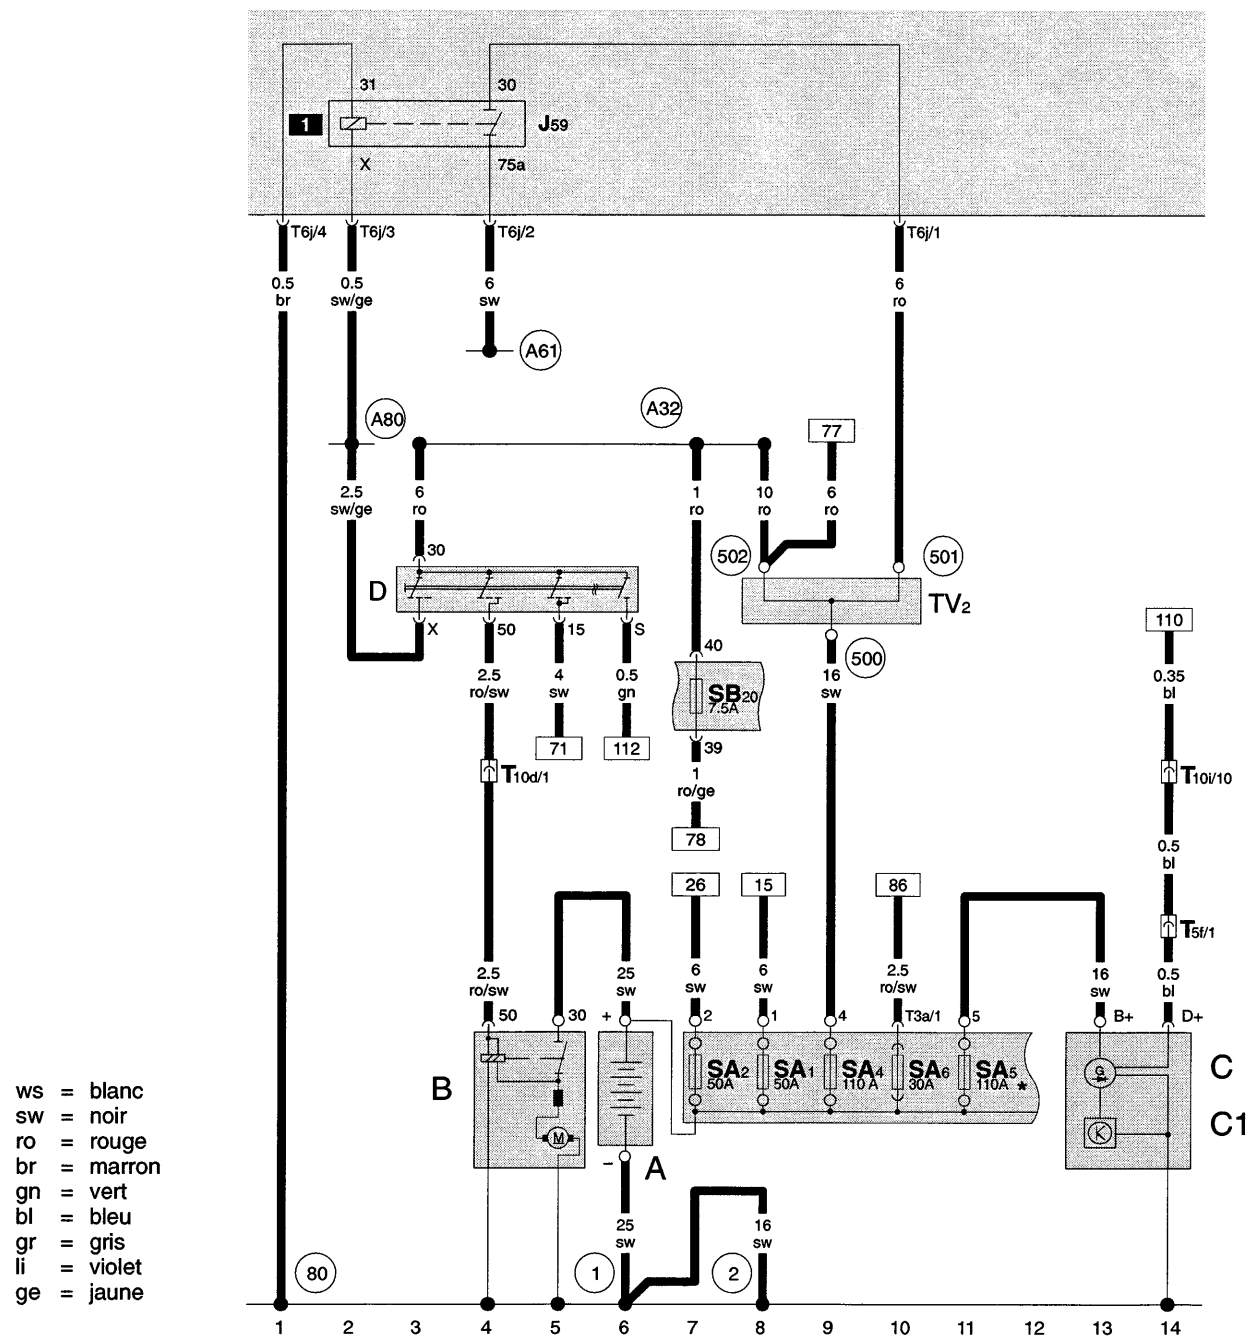 31
30
1
J59
X
75a
T6j/4
T6j/3
T6j/2
T6j/1
0.5
br
0.5
sw/ge
6
sw
6
ro
A61
A80
A32
77
2.5
sw/ge
6
ro
1
ro
10
ro
6
ro
30
502
501
D
TV2
X
50
15
S
40
500
110
2.5
ro/sw
4
sw
0.5
gn
SB20
7.5A
16
sw
0.35
bl
71
112
39
T10d/1
1
ro/ge
T10i/10
78
0.5
bl
26
15
86
T5f/1
2.5
ro/sw
25
sw
6
sw
6
sw
2.5
ro/sw
16
sw
0.5
bl
50
30
+
2
1
4
T3a/1
5
B+
D+
SA2
50A
SA1
50A
SA4
110 A
SA6
30A
SA5
110A *
G
C
B
M
K
C1
–
A
ws = blanc
sw = noir
ro = rouge
br = marron
gn = vert
bl = bleu
gr = gris
li = violet
ge = jaune
25
sw
16
sw
80
1
2
1 2 3 4 5 6 7 8 9 10 11 12 13 14